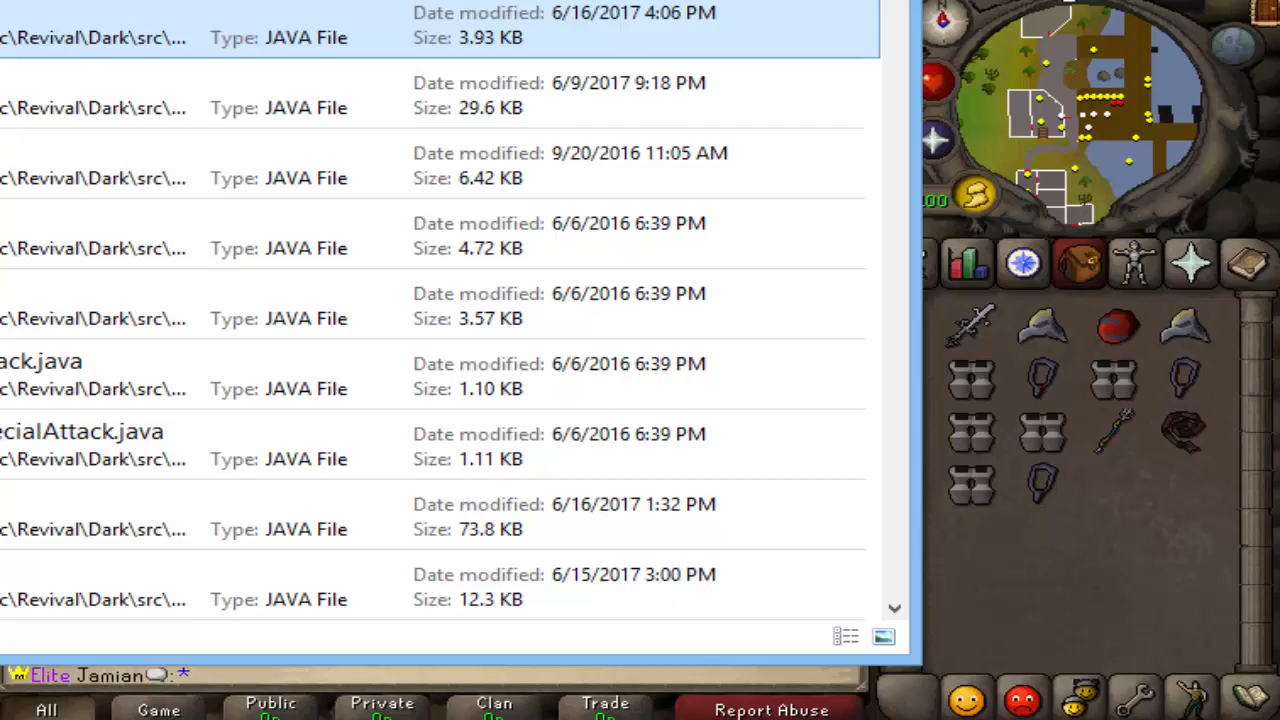 Date modified: 6/16/2017 4:06 PM
c\Revival\Dark\src\... Type: JAVA File Size: 3.93 KB
Date modified: 6/9/2017 9:18 PM
c\Revival\Dark\src\... Type: JAVA File Size: 29.6 KB
Date modified: 9/20/2016 11:05 AM
c\Revival\Dark\src\... Type: JAVA File Size: 6.42 KB
Date modified: 6/6/2016 6:39 PM
c\Revival\Dark\src\... Type: JAVA File Size: 4.72 KB
Date modified: 6/6/2016 6:39 PM
c\Revival\Dark\src\... Type: JAVA File Size: 3.57 KB
ack.java Date modified: 6/6/2016 6:39 PM
c\Revival\Dark\src\... Type: JAVA File Size: 1.10 KB
ecialAttack.java Date modified: 6/6/2016 6:39 PM
c\Revival\Dark\src\... Type: JAVA File Size: 1.11 KB
Date modified: 6/16/2017 1:32 PM
c\Revival\Dark\src\... Type: JAVA File Size: 73.8 KB
Date modified: 6/15/2017 3:00 PM
c\Revival\Dark\src\... Type: JAVA File Size: 12.3 KB
00
Elite Jamian: *
All Game Public Private Clan Trade Report Abuse
On On On On